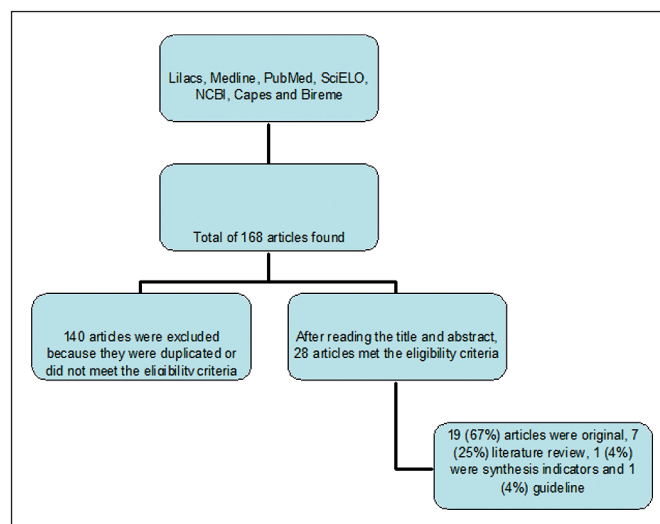 Lilacs, Medline, PubMed, SciELO,
NCBI, Capes and Bireme
Total of 168 articles found
140 articles were excluded
because they were duplicated or
did not meet the eligibility criteria
After reading the title and abstract,
28 articles met the eligibility criteria
19 (67%) articles were original, 7
(25%) literature review, 1 (4%)
were synthesis indicators and 1
(4%) guideline